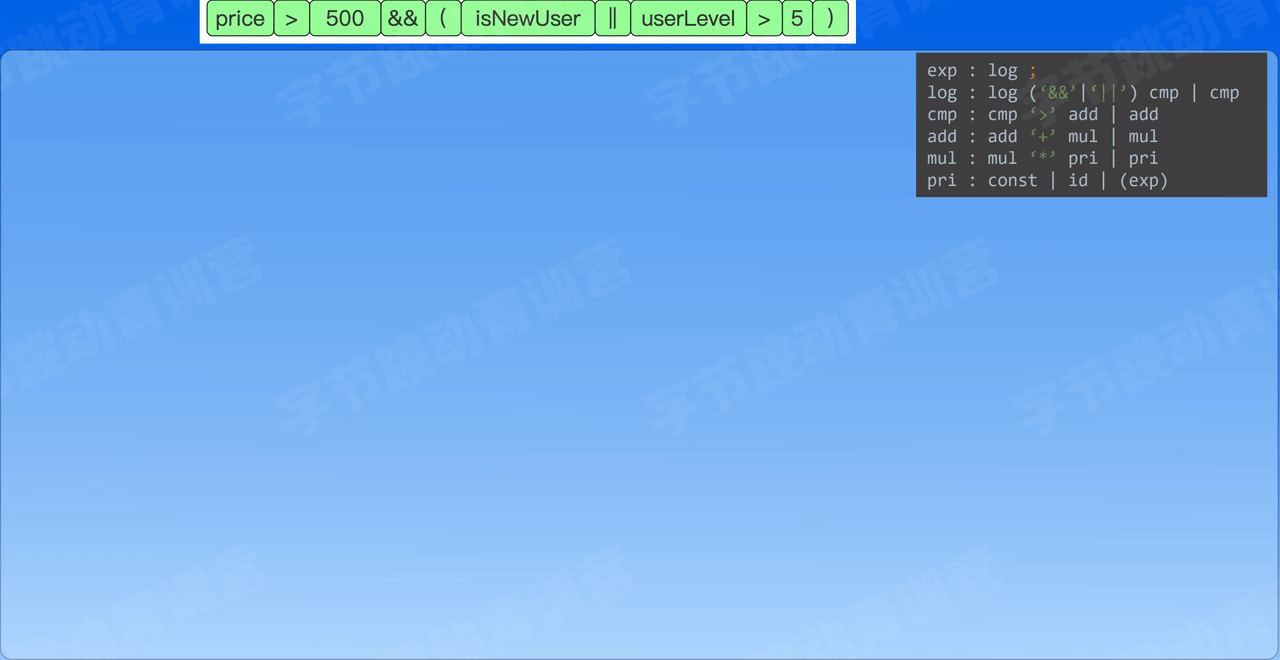 price > 500 && ( isNewUser || userLevel > 5 )
exp : log ;
log : log (‘&&’|‘||’) cmp | cmp
cmp : cmp ‘>’ add | add
add : add ‘+’ mul | mul
mul : mul ‘*’ pri | pri
pri : const | id | (exp)
字节跳动青训营